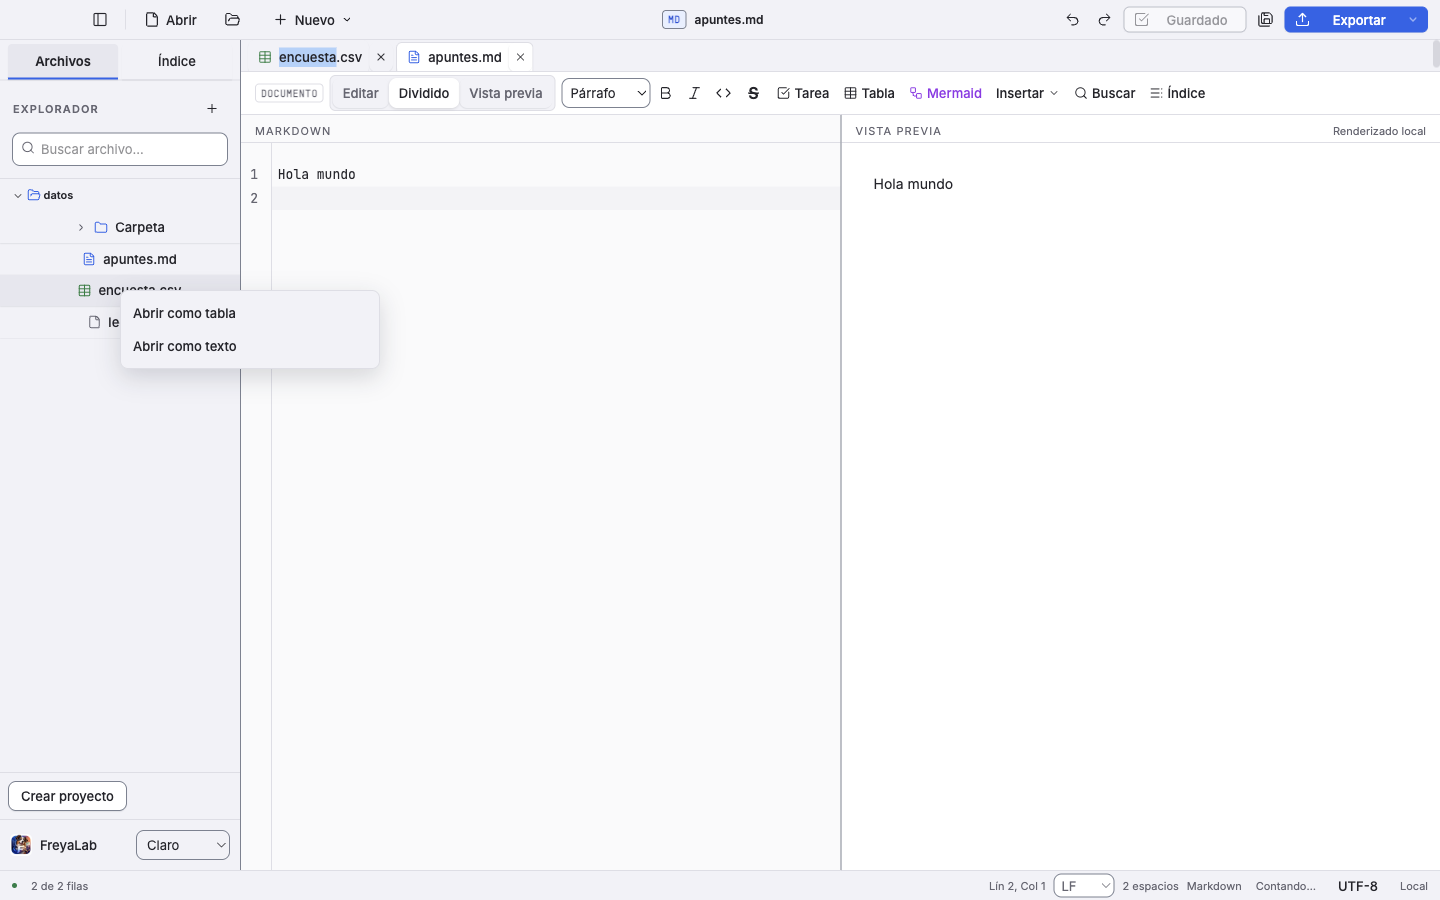 Abrir
Nuevo
MD apuntes.md
Guardado
Exportar
Archivos
Índice
encuesta.csv
apuntes.md
DOCUMENTO
Editar
Dividido
Vista previa
Párrafo
Tarea
Tabla
Mermaid
Insertar
Buscar
Índice
EXPLORADOR
Buscar archivo...
datos
Carpeta
apuntes.md
encuesta.csv
le
Abrir como tabla
Abrir como texto
MARKDOWN
1 Hola mundo
2
VISTA PREVIA
Renderizado local
Hola mundo
Crear proyecto
FreyaLab
Claro
2 de 2 filas
Lín 2, Col 1
LF
2 espacios
Markdown
Contando...
UTF-8
Local